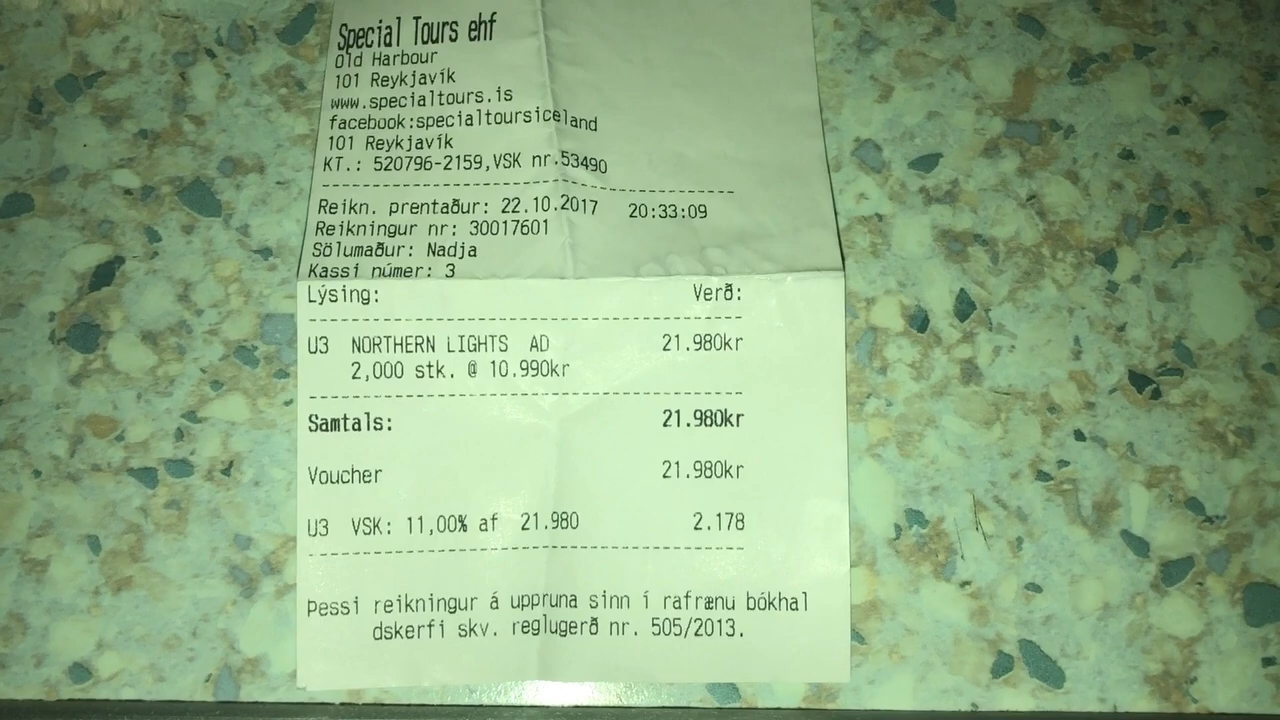 Special Tours ehf
Old Harbour
101 Reykjavík
www.specialtours.is
facebook:specialtoursiceland
101 Reykjavík
KT.: 520796-2159,VSK nr.53490
Reikn. prentaður: 22.10.2017 20:33:09
Reikningur nr: 30017601
Sölumaður: Nadja
Kassi númer: 3
Lýsing: Verð:
U3 NORTHERN LIGHTS AD 21.980kr
2,000 stk. @ 10.990kr
Samtals: 21.980kr
Voucher 21.980kr
U3 VSK: 11,00% af 21.980 2.178
Þessi reikningur á uppruna sinn í rafrænu bókhal
dskerfi skv. reglugerð nr. 505/2013.